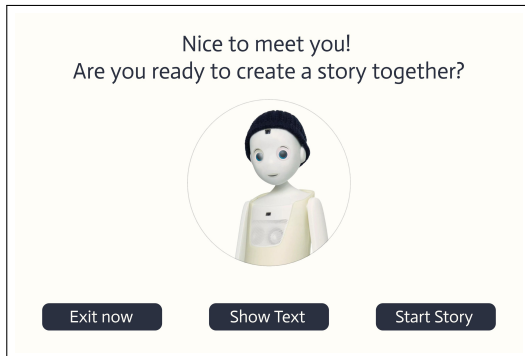 Nice to meet you!
Are you ready to create a story together?
Exit now
Show Text
Start Story